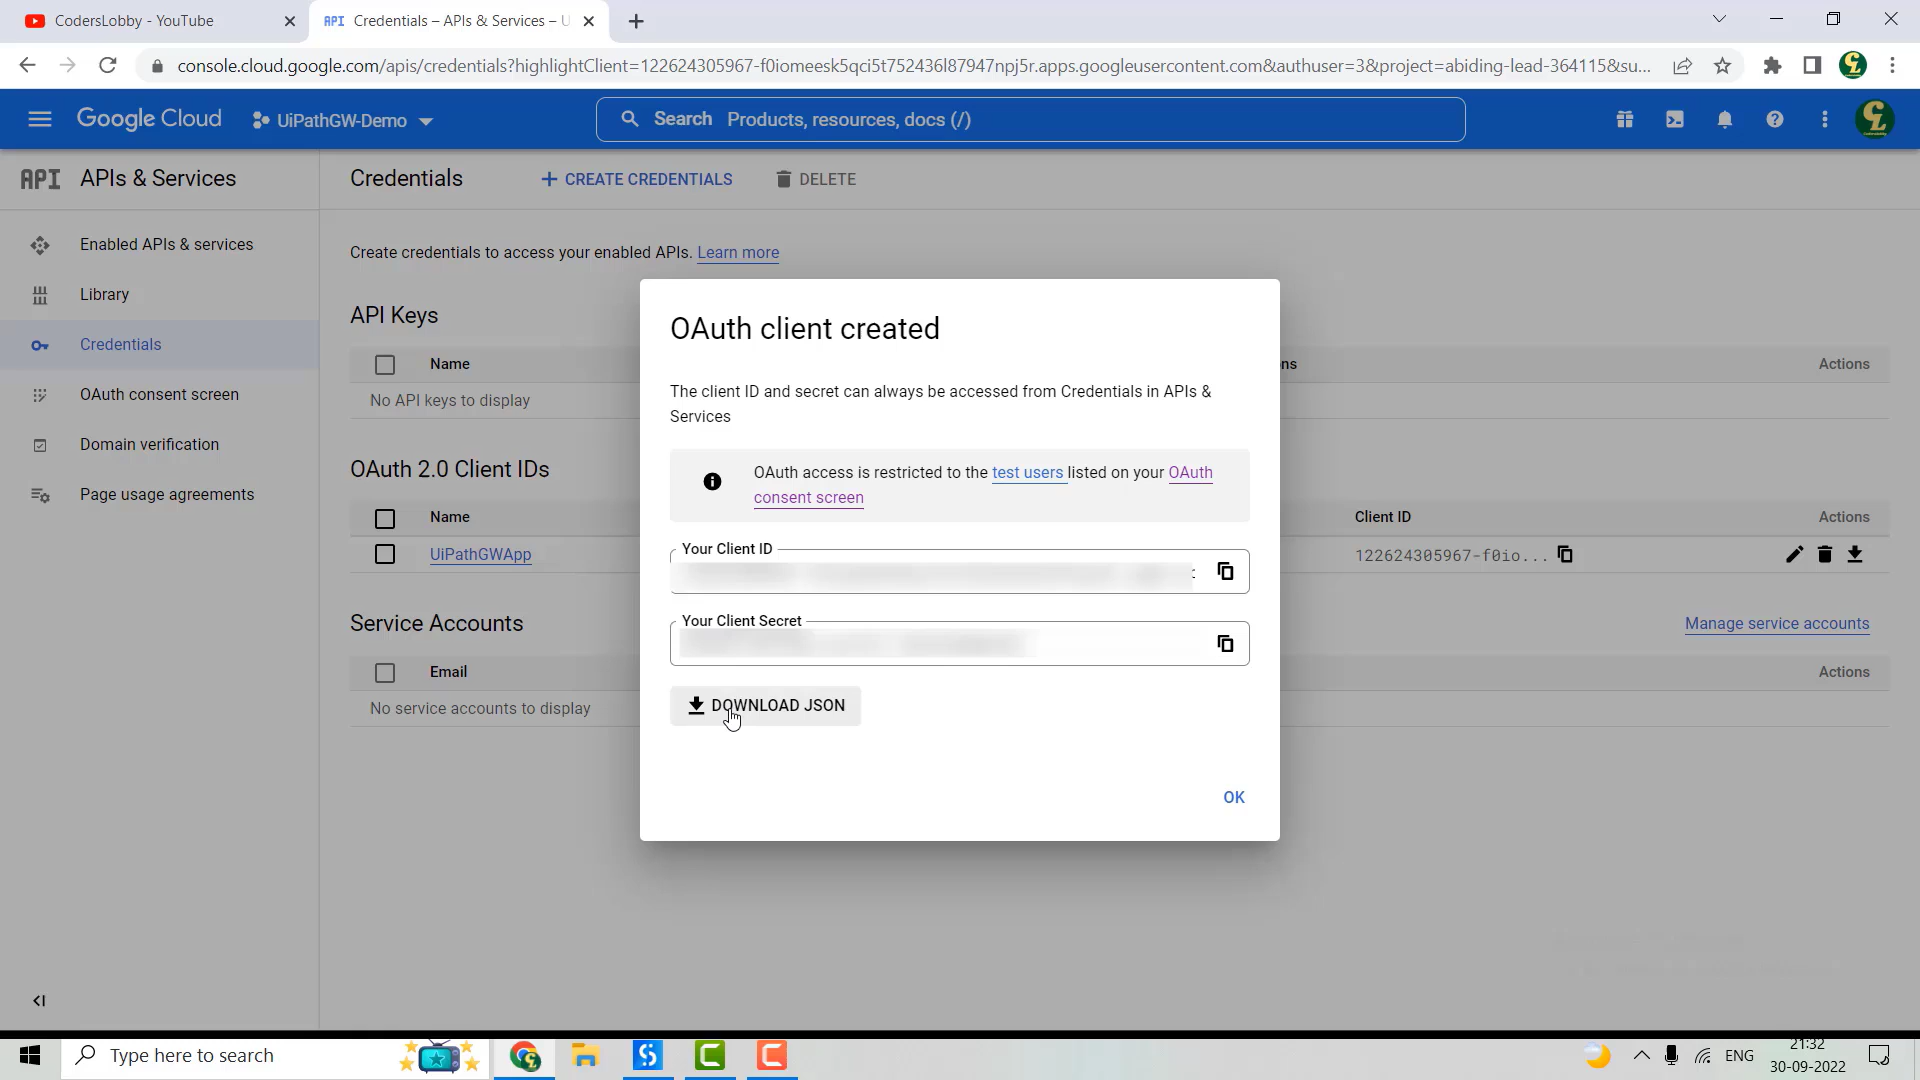 CodersLobby - YouTube
API Credentials – APIs & Services – U
console.cloud.google.com/apis/credentials?highlightClient=122624305967-f0iomeesk5qci5t752436l87947npj5r.apps.googleusercontent.com&authuser=3&project=abiding-lead-364115&su...
Google Cloud
UiPathGW-Demo
Search Products, resources, docs (/)
API APIs & Services
Credentials
CREATE CREDENTIALS
DELETE
Enabled APIs & services
Library
Credentials
OAuth consent screen
Domain verification
Page usage agreements
Create credentials to access your enabled APIs. Learn more
API Keys
Name
Actions
No API keys to display
OAuth 2.0 Client IDs
Name
Client ID
Actions
UiPathGWApp
122624305967-f0io...
Service Accounts
Manage service accounts
Email
Actions
No service accounts to display
OAuth client created
The client ID and secret can always be accessed from Credentials in APIs &
Services
OAuth access is restricted to the test users listed on your OAuth
consent screen
Your Client ID
Your Client Secret
DOWNLOAD JSON
OK
Type here to search
ENG
21:32
30-09-2022